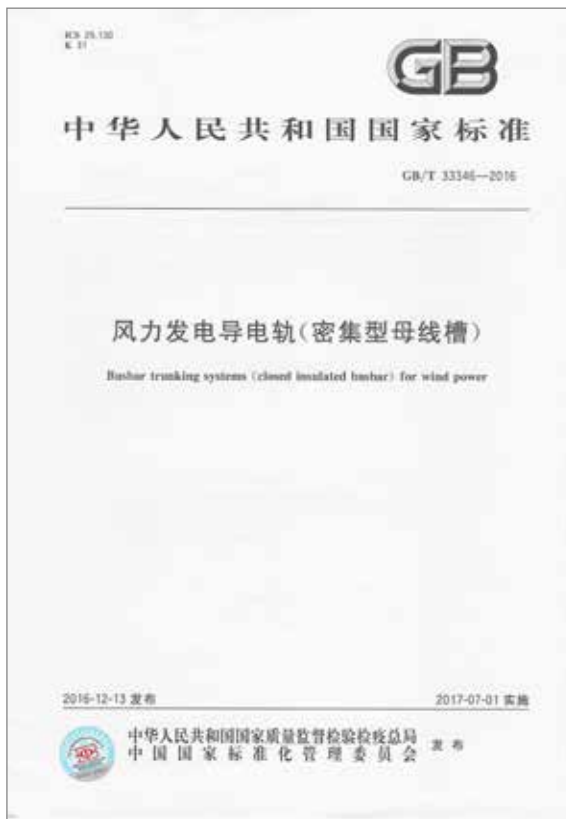 ICS 29.130
K 31
GB
中华人民共和国国家标准
GB/T 33346—2016
风力发电导电轨(密集型母线槽)
Busbar trunking systems (closed insulated busbar) for wind power
2016-12-13 发布
2017-07-01 实施
中华人民共和国国家质量监督检验检疫总局
中国国家标准化管理委员会
发布